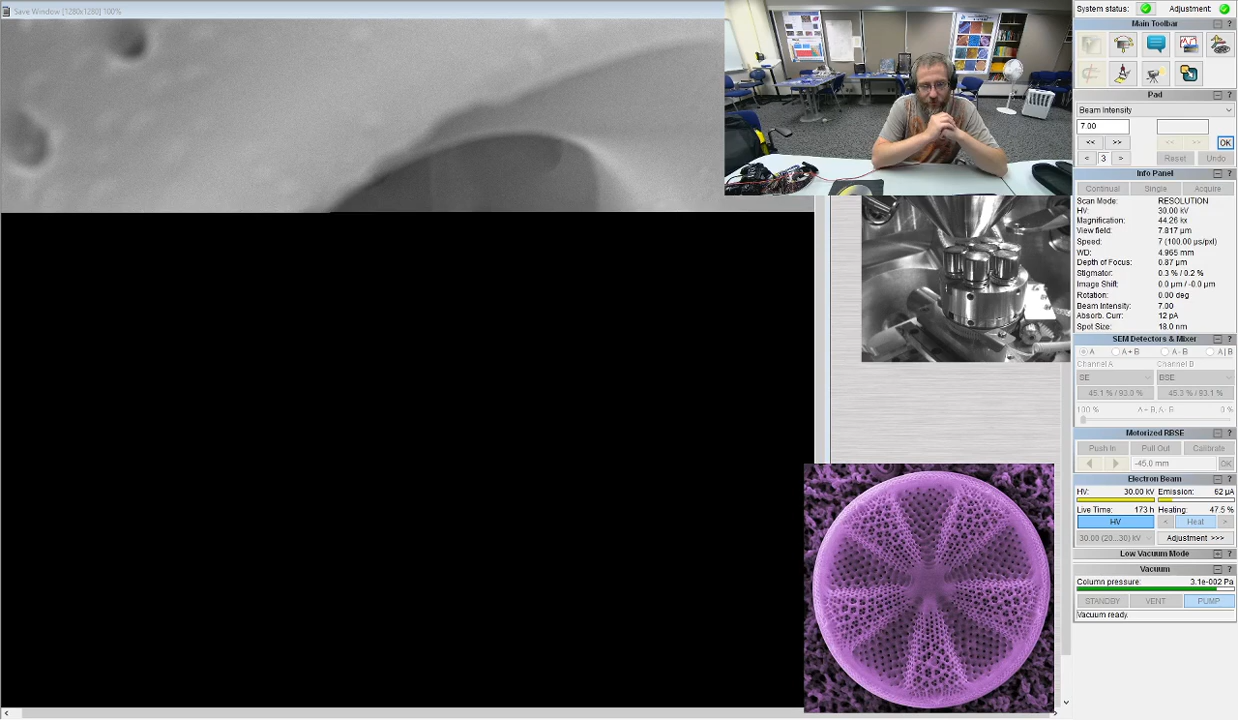 Save Window [1280x1280] 100%
System status: Adjustment:
Main Toolbar
Pad
Beam Intensity
7.00
<< >> << >> OK
< 3 > Reset Undo
Info Panel
Continual Single Acquire
Scan Mode: RESOLUTION
HV: 30.00 kV
Magnification: 44.26 kx
View field: 7.817 µm
Speed: 7 (100.00 µs/pxl)
WD: 4.965 mm
Depth of Focus: 0.87 µm
Stigmator: 0.3 % / 0.2 %
Image Shift: 0.0 µm / -0.0 µm
Rotation: 0.00 deg
Beam Intensity: 7.00
Absorb. Curr: 12 pA
Spot Size: 18.0 nm
SEM Detectors & Mixer
A A+B A-B A|B
Channel A Channel B
SE BSE
45.1 % / 93.0 % 45.3 % / 93.1 %
100 % A+B, A-B 0 %
Motorized RBSE
Push In Pull Out Calibrate
-45.0 mm OK
Electron Beam
HV: 30.00 kV Emission: 62 µA
Live Time: 173 h Heating: 47.5 %
HV < Heat >
30.00 (20...30) kV Adjustment >>>
Low Vacuum Mode
Vacuum
Column pressure: 3.1e-002 Pa
STANDBY VENT PUMP
Vacuum ready.